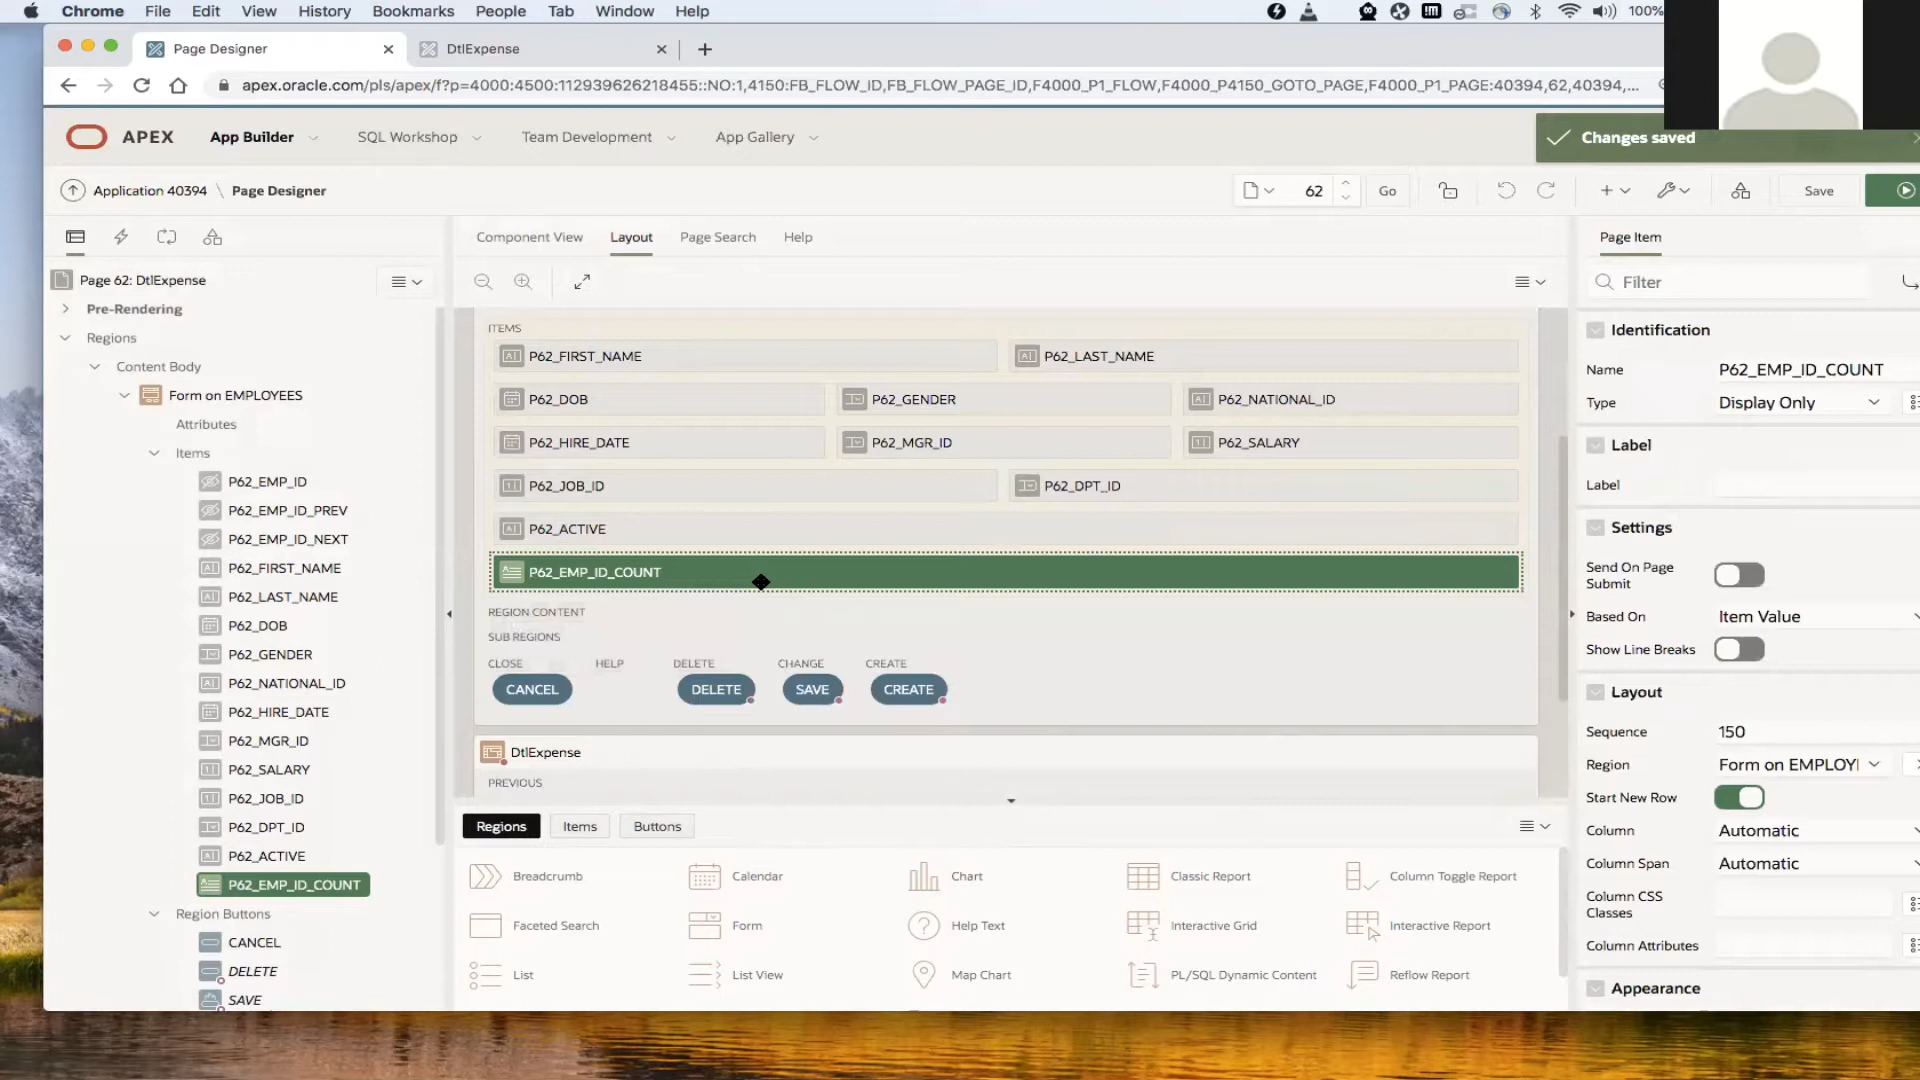 Chrome File Edit View History Bookmarks People Tab Window Help 100%
Page Designer DtlExpense
apex.oracle.com/pls/apex/f?p=4000:4500:112939626218455::NO:1,4150:FB_FLOW_ID,FB_FLOW_PAGE_ID,F4000_P1_FLOW,F4000_P4150_GOTO_PAGE,F4000_P1_PAGE:40394,62,40394,...
APEX App Builder SQL Workshop Team Development App Gallery
Changes saved
Application 40394 \ Page Designer
62 Go Save
Component View Layout Page Search Help
Page 62: DtlExpense
Pre-Rendering
Regions
Content Body
Form on EMPLOYEES
Attributes
Items
P62_EMP_ID
P62_EMP_ID_PREV
P62_EMP_ID_NEXT
P62_FIRST_NAME
P62_LAST_NAME
P62_DOB
P62_GENDER
P62_NATIONAL_ID
P62_HIRE_DATE
P62_MGR_ID
P62_SALARY
P62_JOB_ID
P62_DPT_ID
P62_ACTIVE
P62_EMP_ID_COUNT
Region Buttons
CANCEL
DELETE
SAVE
ITEMS
P62_FIRST_NAME P62_LAST_NAME
P62_DOB P62_GENDER P62_NATIONAL_ID
P62_HIRE_DATE P62_MGR_ID P62_SALARY
P62_JOB_ID P62_DPT_ID
P62_ACTIVE
P62_EMP_ID_COUNT
REGION CONTENT
SUB REGIONS
CLOSE HELP DELETE CHANGE CREATE
CANCEL DELETE SAVE CREATE
DtlExpense
PREVIOUS
Regions Items Buttons
Breadcrumb Calendar Chart Classic Report Column Toggle Report
Faceted Search Form Help Text Interactive Grid Interactive Report
List List View Map Chart PL/SQL Dynamic Content Reflow Report
Page Item
Filter
Identification
Name P62_EMP_ID_COUNT
Type Display Only
Label
Label
Settings
Send On Page
Submit
Based On Item Value
Show Line Breaks
Layout
Sequence 150
Region Form on EMPLOYI
Start New Row
Column Automatic
Column Span Automatic
Column CSS
Classes
Column Attributes
Appearance